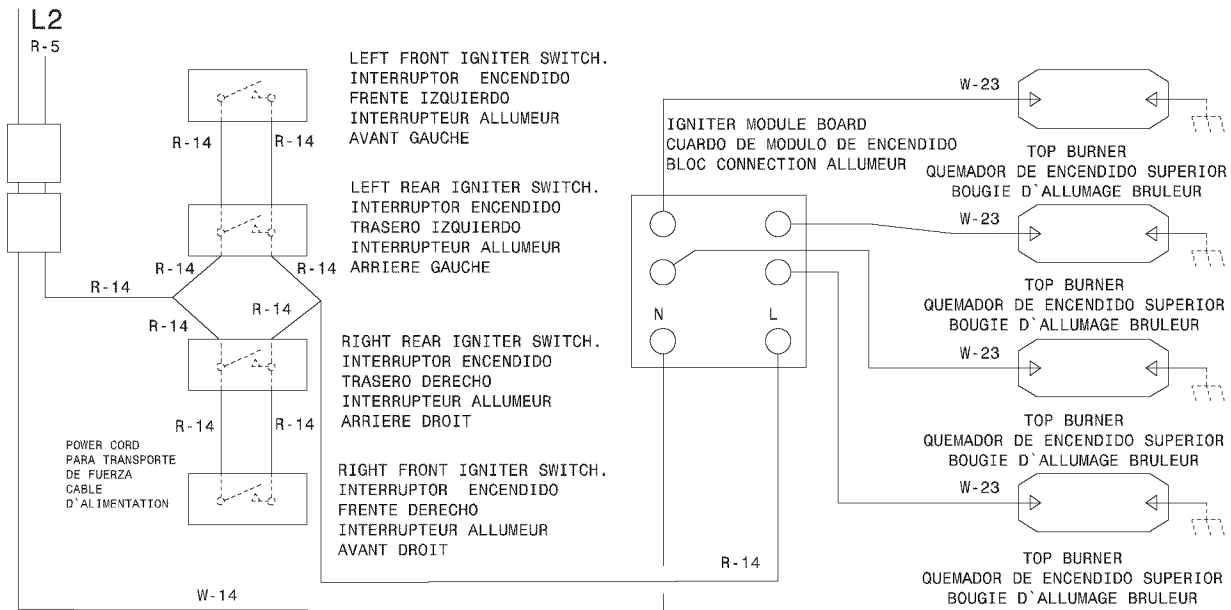 L2
R-5
LEFT FRONT IGNITER SWITCH.
INTERRUPTOR ENCENDIDO
FRENTE IZQUIERDO
INTERRUPTEUR ALLUMEUR
AVANT GAUCHE
R-14
R-14
LEFT REAR IGNITER SWITCH.
INTERRUPTOR ENCENDIDO
TRASERO IZQUIERDO
INTERRUPTEUR ALLUMEUR
ARRIERE GAUCHE
R-14
R-14
R-14
R-14
R-14
RIGHT REAR IGNITER SWITCH.
INTERRUPTOR ENCENDIDO
TRASERO DERECHO
INTERRUPTEUR ALLUMEUR
ARRIERE DROIT
R-14
R-14
POWER CORD
PARA TRANSPORTE
DE FUERZA
CABLE
D'ALIMENTATION
RIGHT FRONT IGNITER SWITCH.
INTERRUPTOR ENCENDIDO
FRENTE DERECHO
INTERRUPTEUR ALLUMEUR
AVANT DROIT
W-14
R-14
IGNITER MODULE BOARD
CUARDO DE MODULO DE ENCENDIDO
BLOC CONNECTION ALLUMEUR
N
L
W-23
TOP BURNER
QUEMADOR DE ENCENDIDO SUPERIOR
BOUGIE D`ALLUMAGE BRULEUR
W-23
TOP BURNER
QUEMADOR DE ENCENDIDO SUPERIOR
BOUGIE D`ALLUMAGE BRULEUR
W-23
TOP BURNER
QUEMADOR DE ENCENDIDO SUPERIOR
BOUGIE D`ALLUMAGE BRULEUR
W-23
TOP BURNER
QUEMADOR DE ENCENDIDO SUPERIOR
BOUGIE D`ALLUMAGE BRULEUR